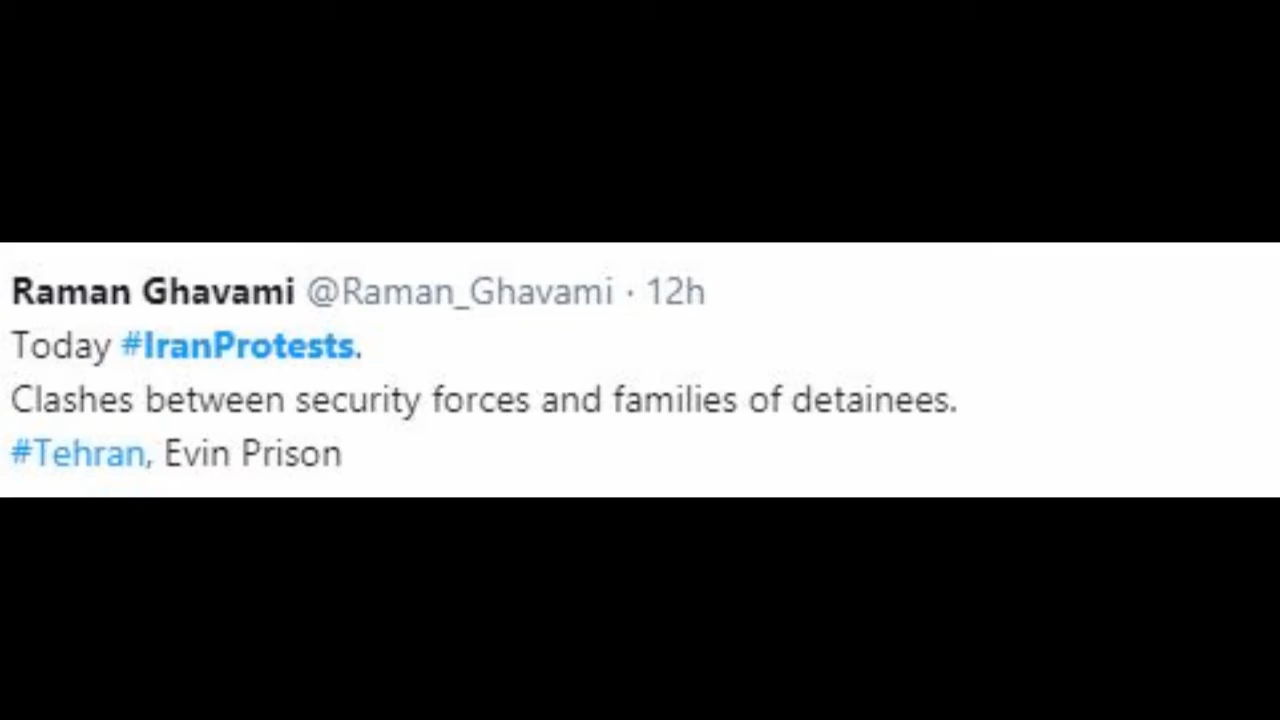 Raman Ghavami @Raman_Ghavami · 12h
Today #IranProtests.
Clashes between security forces and families of detainees.
#Tehran, Evin Prison